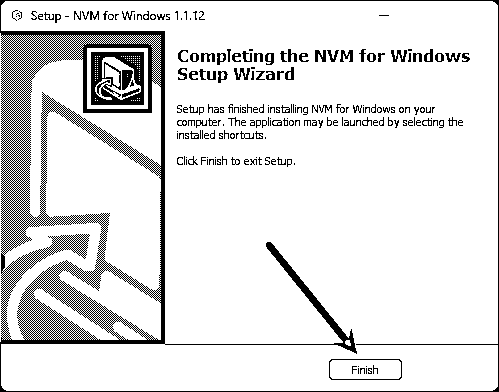 Setup - NVM for Windows 1.1.12
Completing the NVM for Windows
Setup Wizard
Setup has finished installing NVM for Windows on your
computer. The application may be launched by selecting the
installed shortcuts.
Click Finish to exit Setup.
Finish